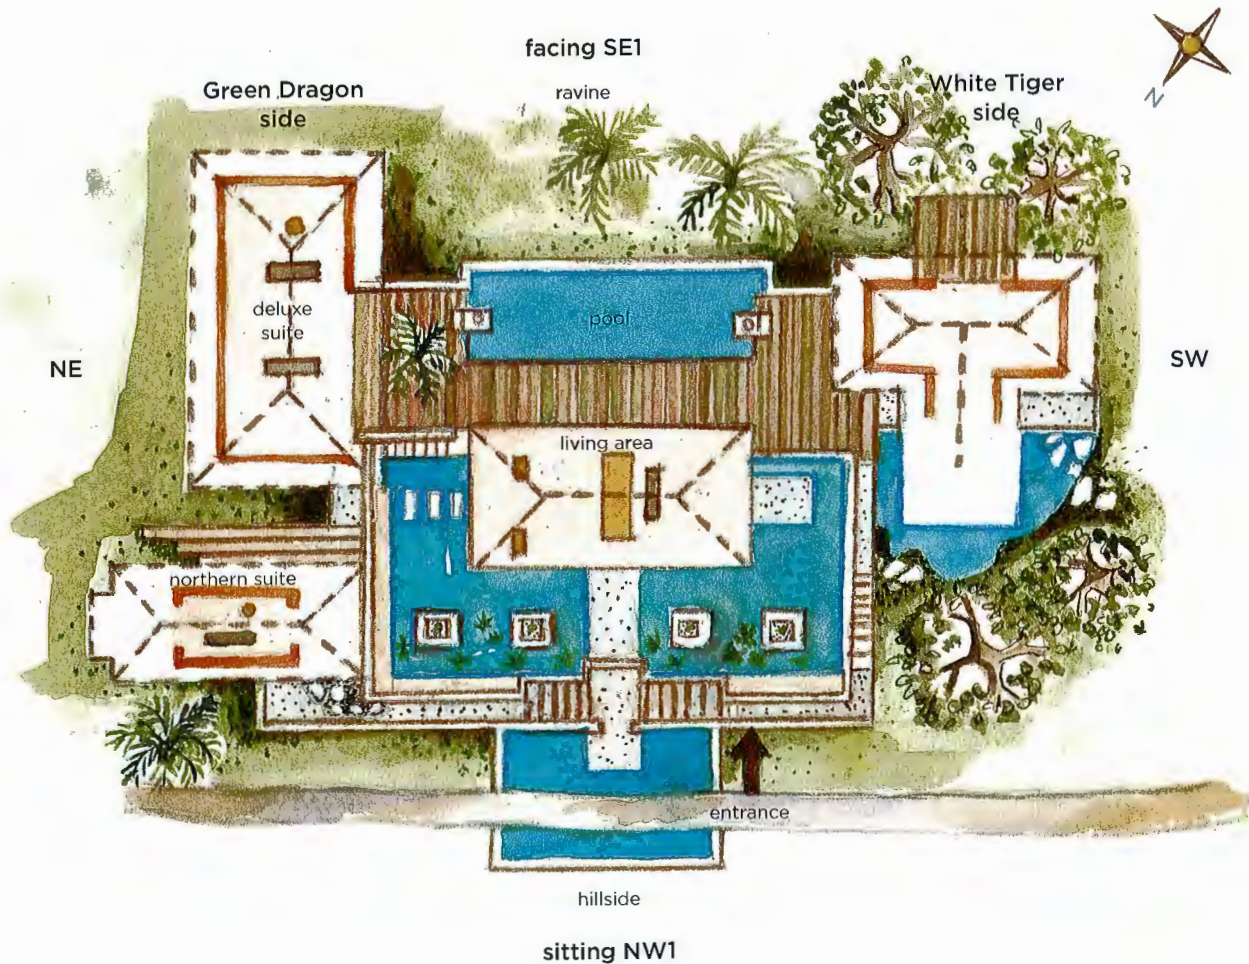 facing SE1
Green Dragon
side
ravine
White Tiger
side
N
deluxe
suite
pool
NE
SW
living area
northern suite
entrance
hillside
sitting NW1